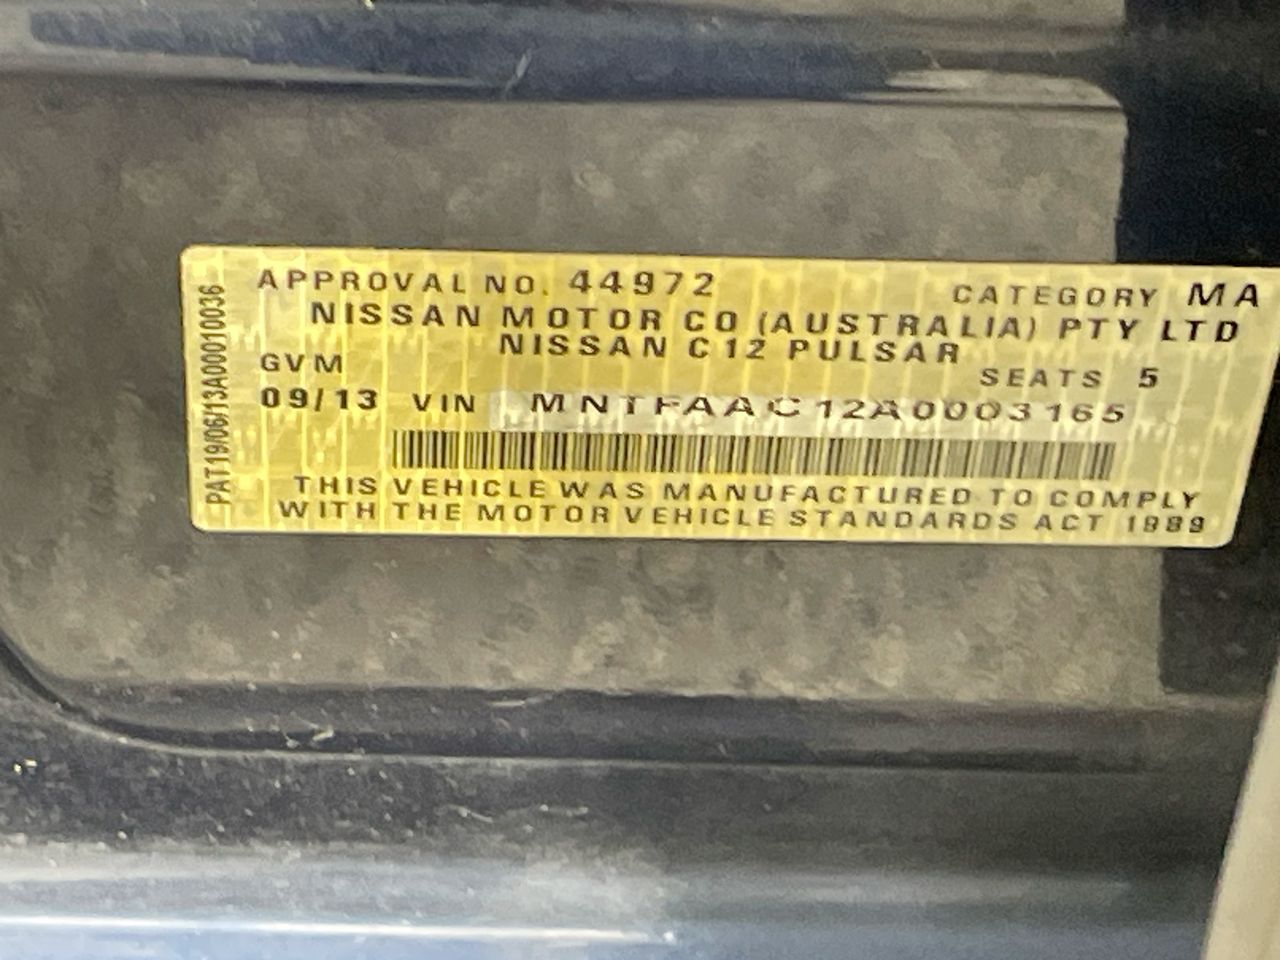 PAT19/06/13A00010036
APPROVAL NO. 44972 CATEGORY MA
NISSAN MOTOR CO (AUSTRALIA) PTY LTD
NISSAN C12 PULSAR
GVM SEATS 5
09/13 VIN MNTFAAC12A0003165
THIS VEHICLE WAS MANUFACTURED TO COMPLY
WITH THE MOTOR VEHICLE STANDARDS ACT 1989